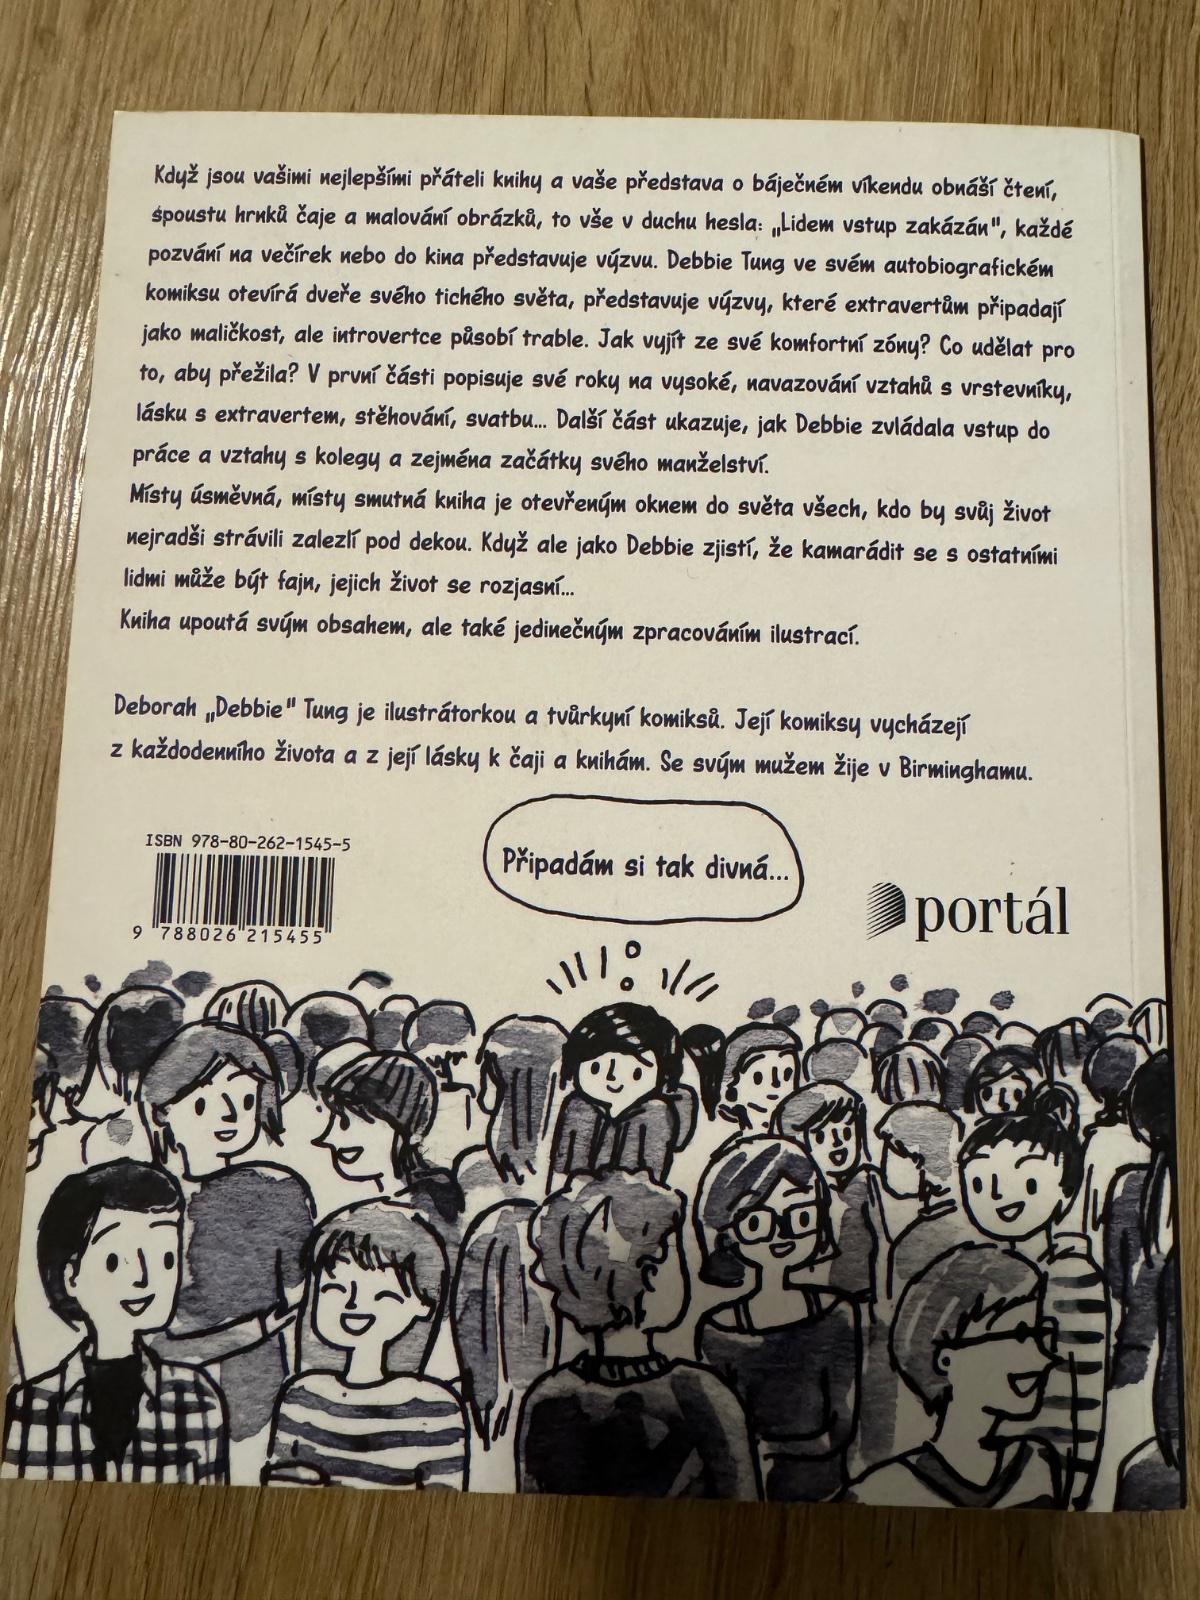 Když jsou vašimi nejlepšími přáteli knihy a vaše představa o báječném víkendu obnáší čtení,
spoustu hrnků čaje a malování obrázků, to vše v duchu hesla: „Lidem vstup zakázán", každé
pozvání na večírek nebo do kina představuje výzvu. Debbie Tung ve svém autobiografickém
komiksu otevírá dveře svého tichého světa, představuje výzvy, které extravertům připadají
jako maličkost, ale introvertce působí trable. Jak vyjít ze své komfortní zóny? Co udělat pro
to, aby přežila? V první části popisuje své roky na vysoké, navazování vztahů s vrstevníky,
lásku s extravertem, stěhování, svatbu... Další část ukazuje, jak Debbie zvládala vstup do
práce a vztahy s kolegy a zejména začátky svého manželství.
Místy úsměvná, místy smutná kniha je otevřeným oknem do světa všech, kdo by svůj život
nejradši strávili zalezlí pod dekou. Když ale jako Debbie zjistí, že kamarádit se s ostatními
lidmi může být fajn, jejich život se rozjasní...
Kniha upoutá svým obsahem, ale také jedinečným zpracováním ilustrací.
Deborah „Debbie" Tung je ilustrátorkou a tvůrkyní komiksů. Její komiksy vycházejí
z každodenního života a z její lásky k čaji a knihám. Se svým mužem žije v Birminghamu.
ISBN 978-80-262-1545-5
9 788026 215455
Připadám si tak divná...
portál